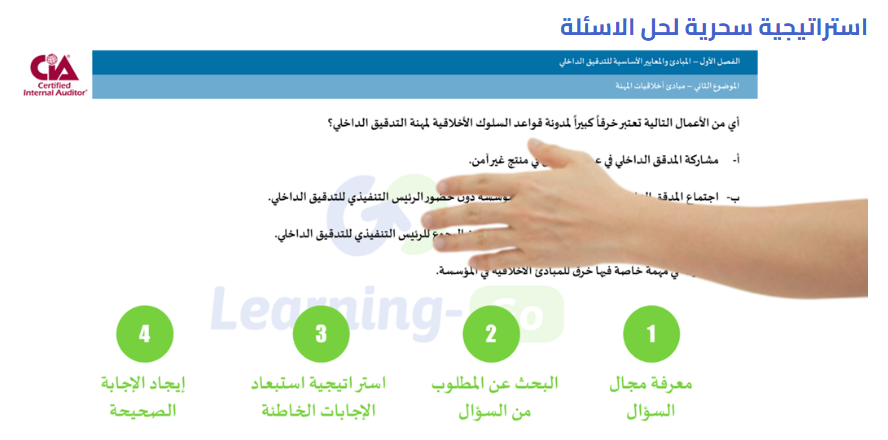 استراتيجية سحرية لحل الاسئلة
CIA
Certified
Internal Auditor®
الفصل الأول – المبادئ والمعايير الأساسية للتدقيق الداخلي
الموضوع الثاني – مبادئ أخلاقيات المهنة
أي من الأعمال التالية تعتبر خرقاً كبيراً لمدونة قواعد السلوك الأخلاقية لمهنة التدقيق الداخلي؟
أ- مشاركة المدقق الداخلي في في منتج غير آمن.
ب- اجتماع المدقق دون حضور الرئيس التنفيذي للتدقيق الداخلي.
للرئيس التنفيذي للتدقيق الداخلي.
في مهمة خاصة فيها خرق للمبادئ الأخلاقية في المؤسسة.
Learning-Go
1
2
3
4
معرفة مجال
السؤال
البحث عن المطلوب
من السؤال
استراتيجية استبعاد
الإجابات الخاطئة
إيجاد الإجابة
الصحيحة